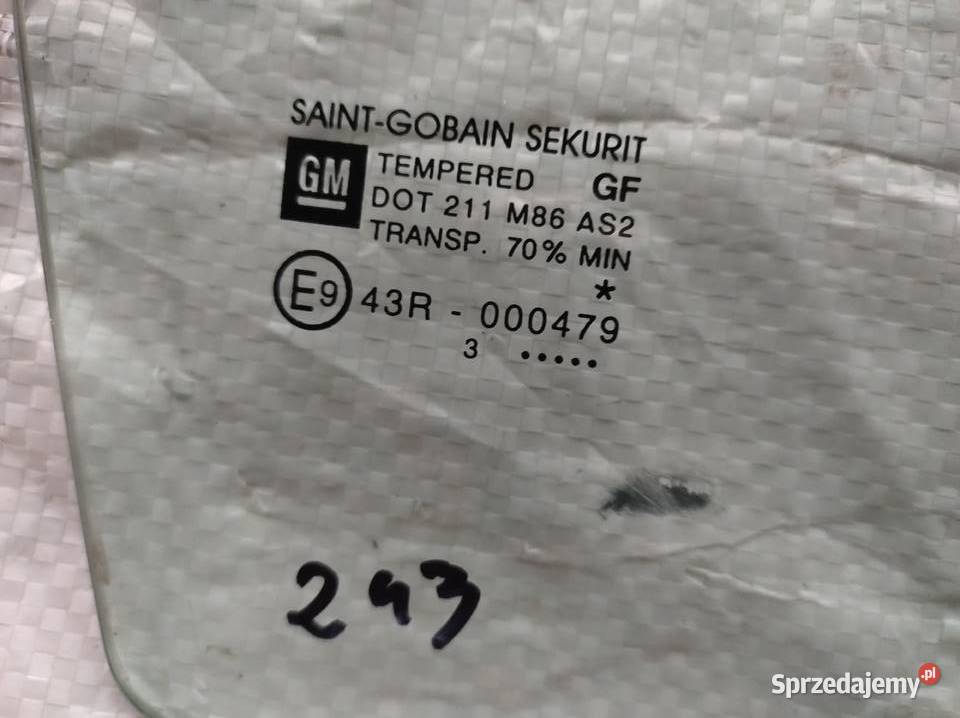 SAINT-GOBAIN SEKURIT
GM TEMPERED GF
DOT 211 M86 AS2
TRANSP. 70% MIN
*
E9 43R - 000479
3 •••••
243
Sprzedajemy.pl